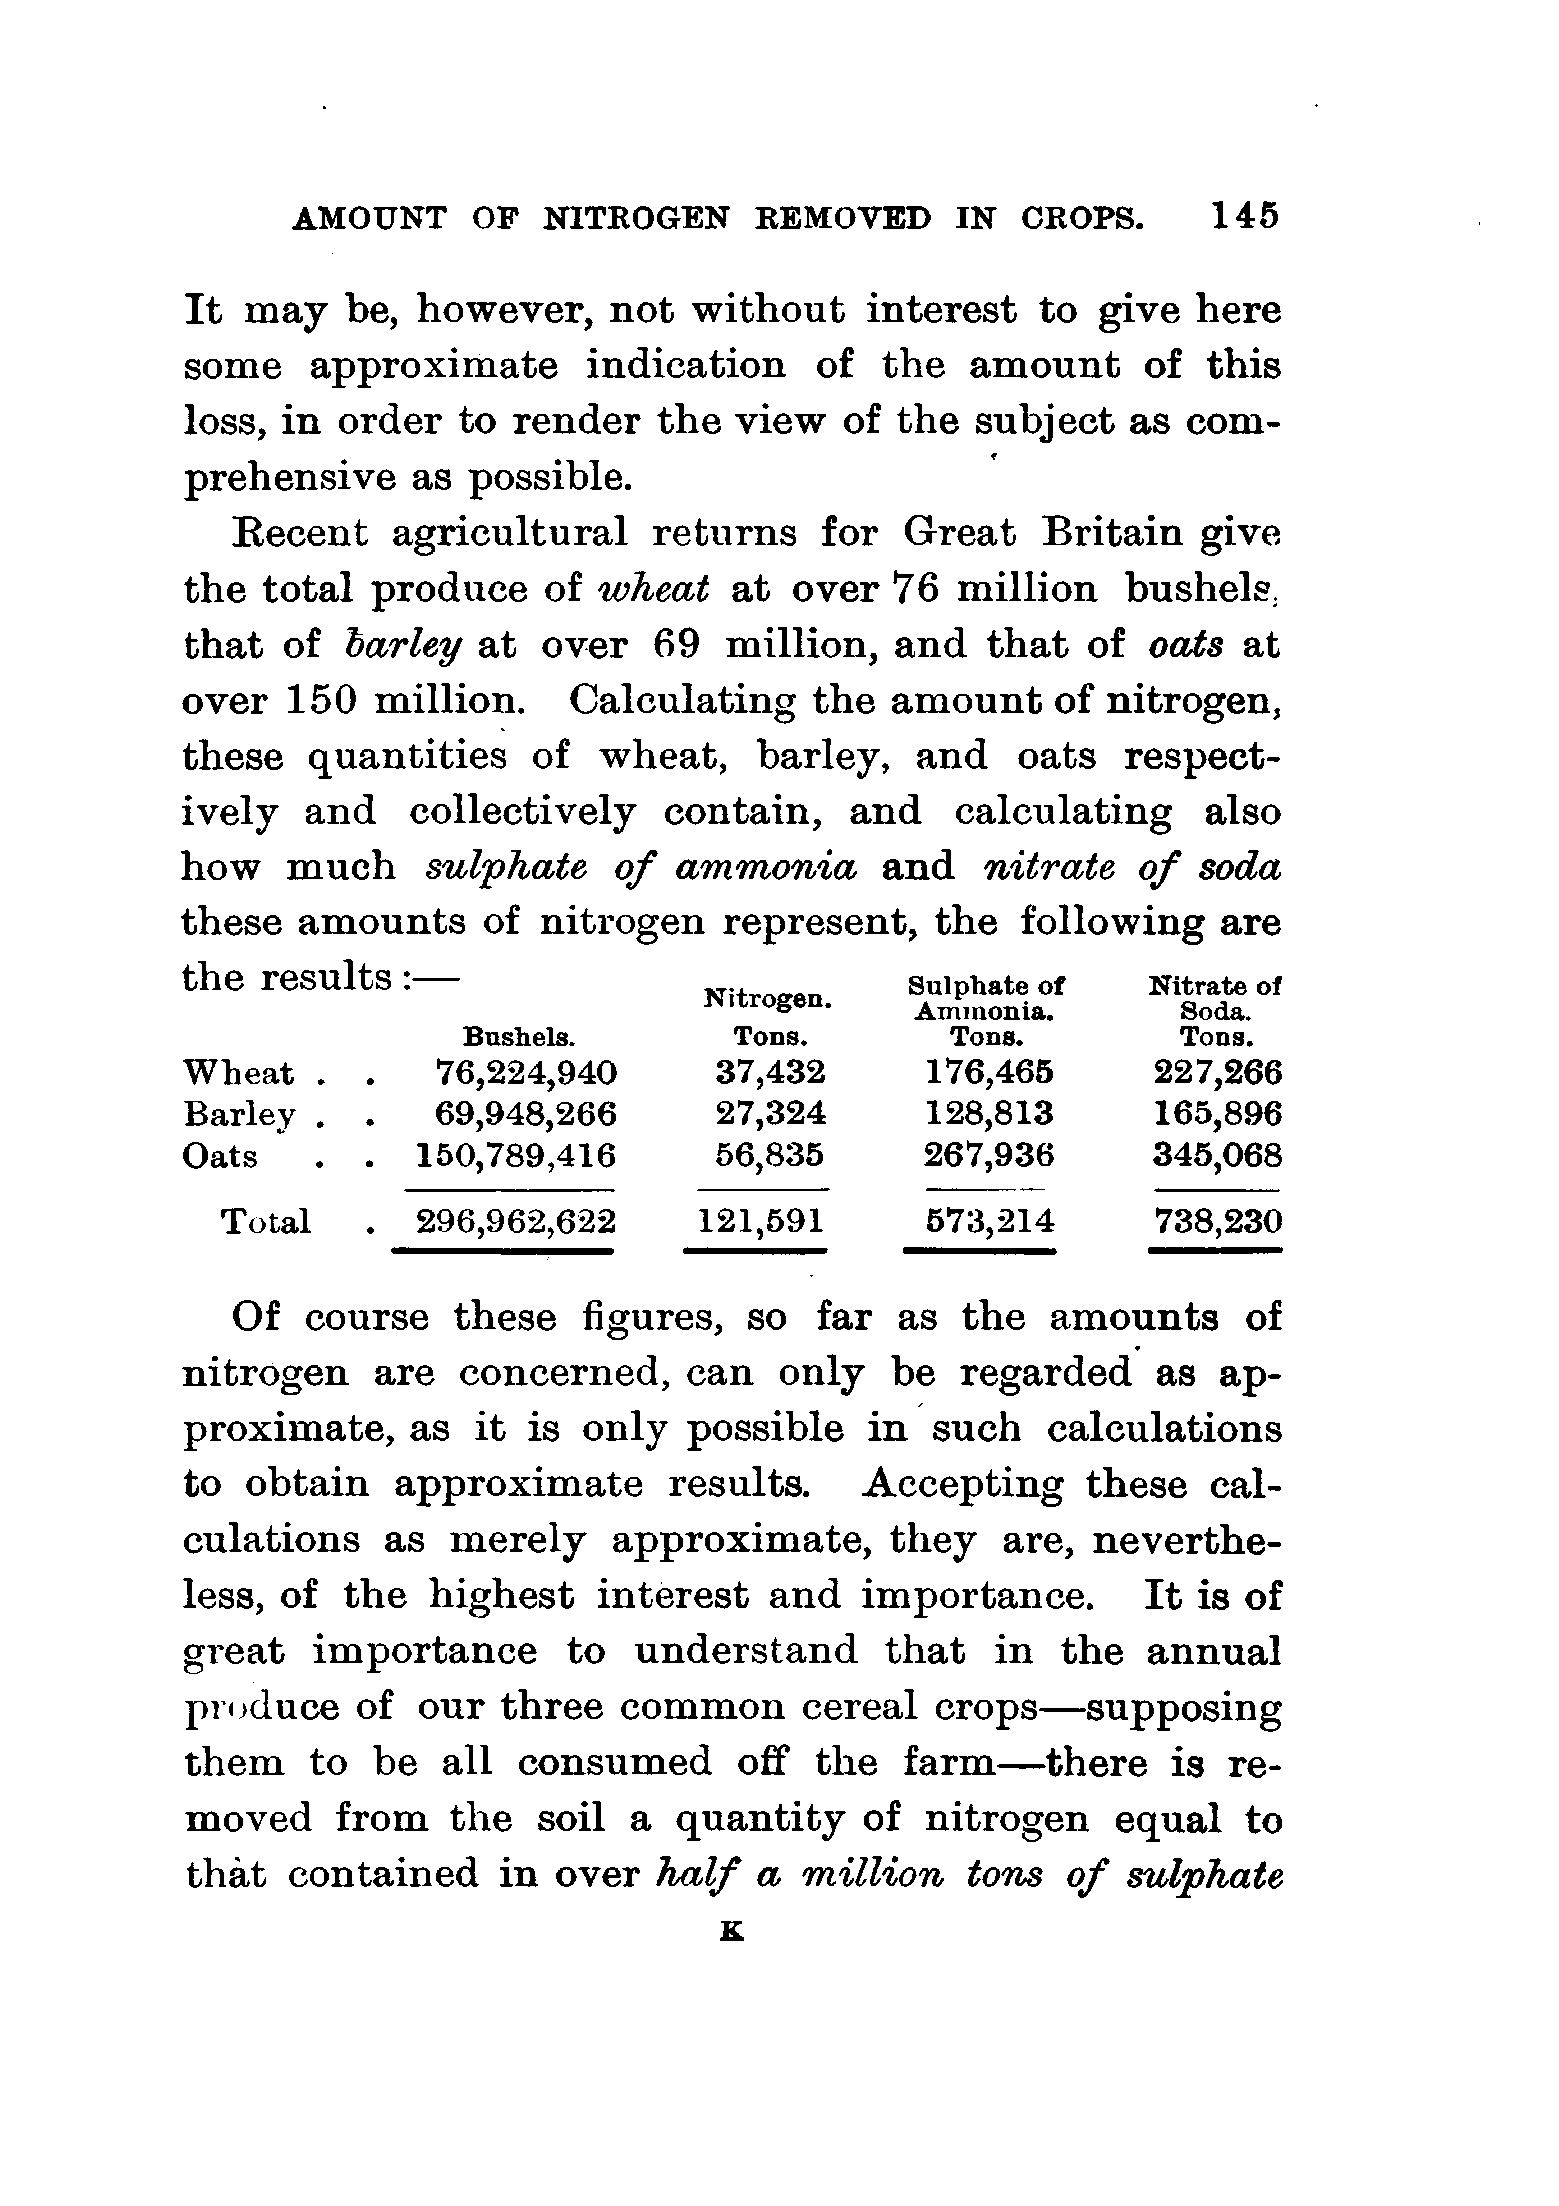 AMOUNT OF NITROGEN REMOVED IN CROPS. 145
It may be, however, not without interest to give here
some approximate indication of the amount of this
loss, in order to render the view of the subject as com-
prehensive as possible.
Recent agricultural returns for Great Britain give
the total produce of wheat at over 76 million bushels,
that of barley at over 69 million, and that of oats at
over 150 million. Calculating the amount of nitrogen,
these quantities of wheat, barley, and oats respect-
ively and collectively contain, and calculating also
how much sulphate of ammonia and nitrate of soda
these amounts of nitrogen represent, the following are
the results:—
Nitrogen. Sulphate of Ammonia. Nitrate of Soda.
Bushels. Tons. Tons. Tons.
Wheat . . 76,224,940 37,432 176,465 227,266
Barley . . 69,948,266 27,324 128,813 165,896
Oats . . 150,789,416 56,835 267,936 345,068
Total . 296,962,622 121,591 573,214 738,230
Of course these figures, so far as the amounts of
nitrogen are concerned, can only be regarded as ap-
proximate, as it is only possible in such calculations
to obtain approximate results. Accepting these cal-
culations as merely approximate, they are, neverthe-
less, of the highest interest and importance. It is of
great importance to understand that in the annual
produce of our three common cereal crops—supposing
them to be all consumed off the farm—there is re-
moved from the soil a quantity of nitrogen equal to
that contained in over half a million tons of sulphate
K